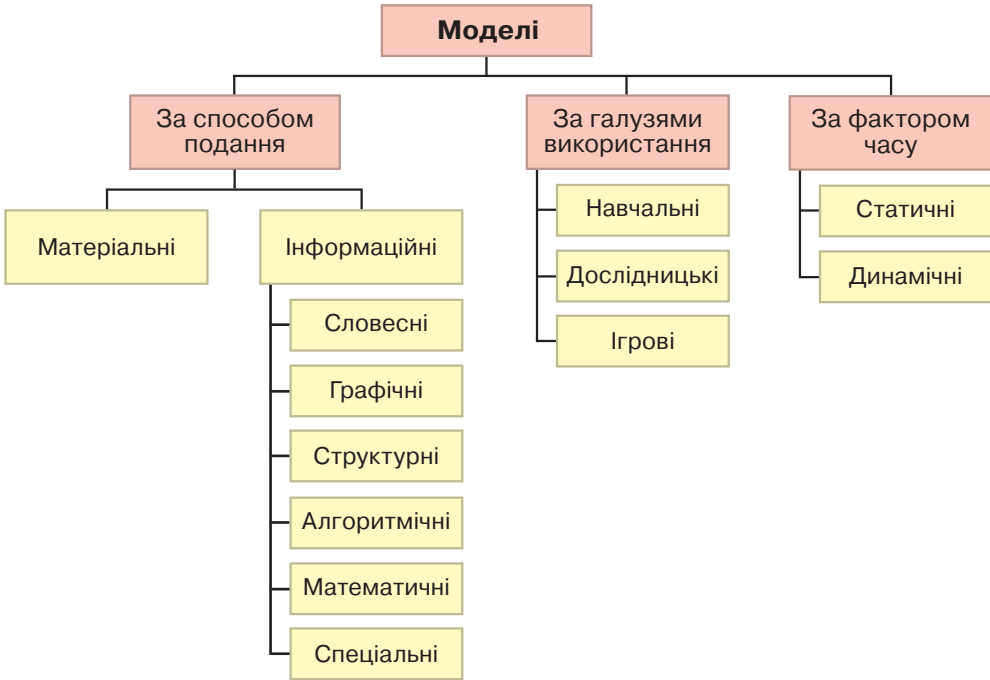 Моделі
За способом
подання
За галузями
використання
За фактором
часу
Матеріальні
Інформаційні
Словесні
Графічні
Структурні
Алгоритмічні
Математичні
Спеціальні
Навчальні
Дослідницькі
Ігрові
Статичні
Динамічні